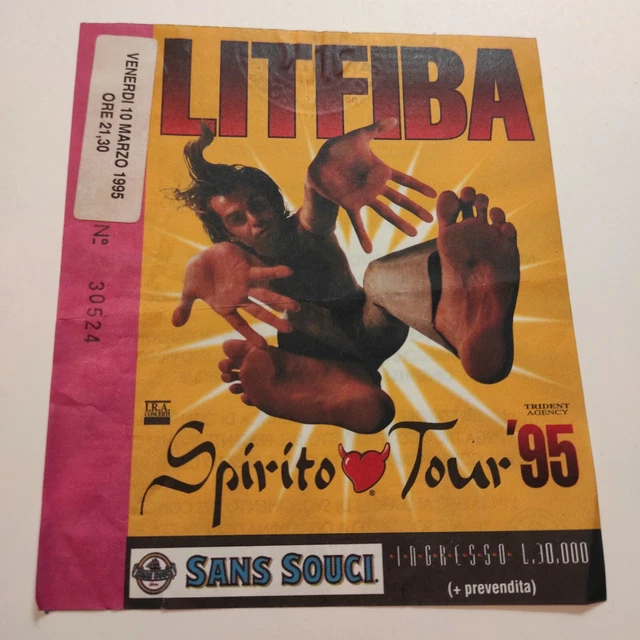 LITFIBA
VENERDI 10 MARZO 1995
ORE 21,30
Nº 30524
I.R.A.
CONCERTI
TRIDENT
AGENCY
Spirito Tour '95
®
SANS SOUCI
INGRESSO L.30.000
(+ prevendita)